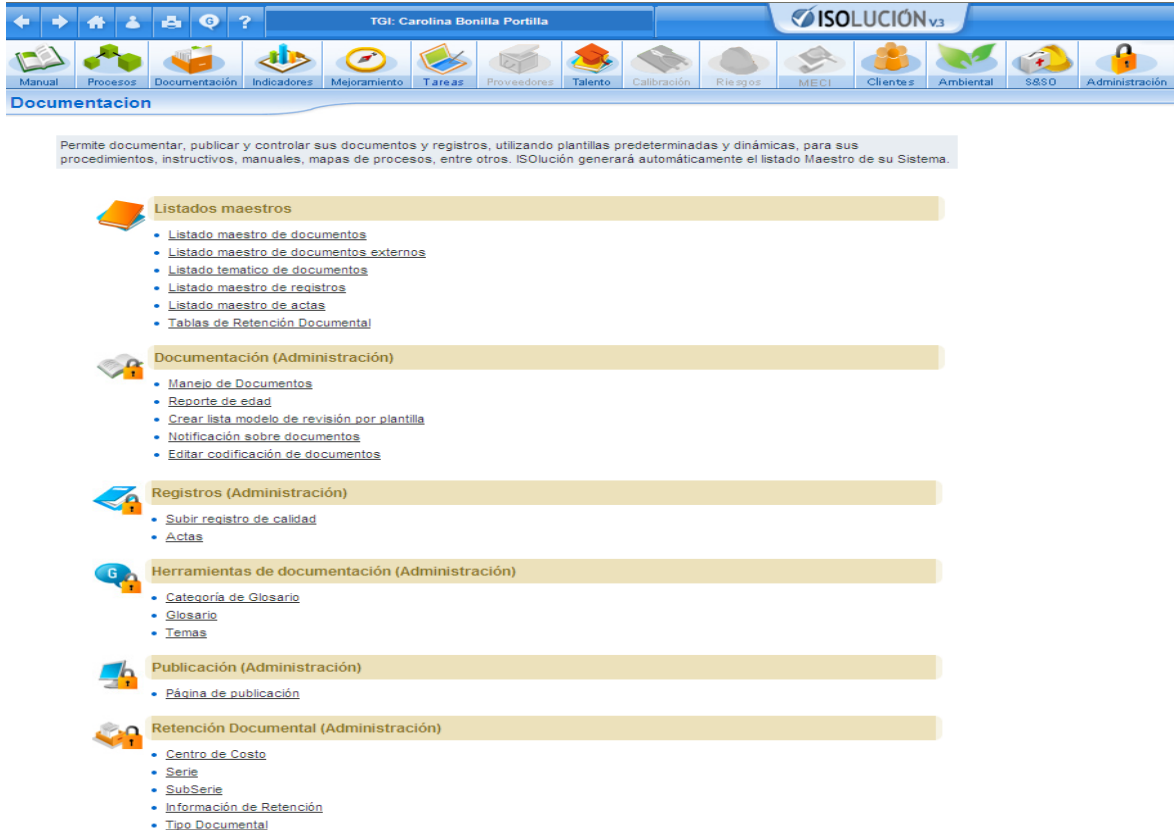 G ?
TGI: Carolina Bonilla Portilla
ISOLUCIÓN V.3
Manual Procesos Documentación Indicadores Mejoramiento Tareas Proveedores Talento Calibración Riesgos MECI Clientes Ambiental S&SO Administración
Documentacion
Permite documentar, publicar y controlar sus documentos y registros, utilizando plantillas predeterminadas y dinámicas, para sus
procedimientos, instructivos, manuales, mapas de procesos, entre otros. ISOlución generará automáticamente el listado Maestro de su Sistema.
Listados maestros
Listado maestro de documentos
Listado maestro de documentos externos
Listado tematico de documentos
Listado maestro de registros
Listado maestro de actas
Tablas de Retención Documental
Documentación (Administración)
Manejo de Documentos
Reporte de edad
Crear lista modelo de revisión por plantilla
Notificación sobre documentos
Editar codificación de documentos
Registros (Administración)
Subir registro de calidad
Actas
G
Herramientas de documentación (Administración)
Categoría de Glosario
Glosario
Temas
Publicación (Administración)
Página de publicación
Retención Documental (Administración)
Centro de Costo
Serie
SubSerie
Información de Retención
Tipo Documental